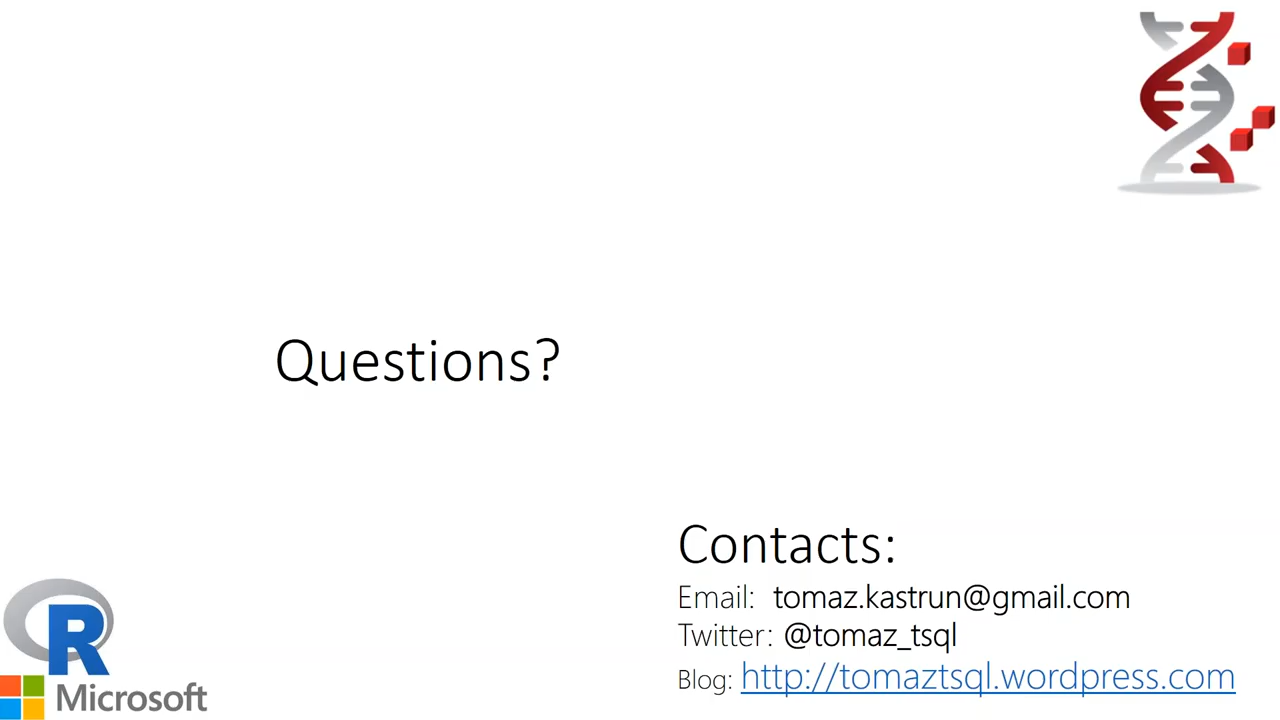 Questions?
Contacts:
Email: tomaz.kastrun@gmail.com
Twitter: @tomaz_tsql
Blog: http://tomaztsql.wordpress.com
R
Microsoft